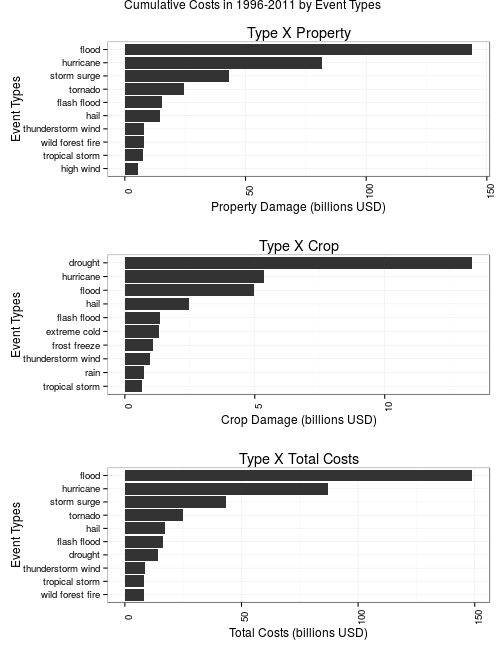 Cumulative Costs in 1996-2011 by Event Types
Type X Property
Event Types
flood
hurricane
storm surge
tornado
flash flood
hail
thunderstorm wind
wild forest fire
tropical storm
high wind
0
50
100
150
Property Damage (billions USD)
Type X Crop
Event Types
drought
hurricane
flood
hail
flash flood
extreme cold
frost freeze
thunderstorm wind
rain
tropical storm
0
5
10
Crop Damage (billions USD)
Type X Total Costs
Event Types
flood
hurricane
storm surge
tornado
hail
flash flood
drought
thunderstorm wind
tropical storm
wild forest fire
0
50
100
150
Total Costs (billions USD)